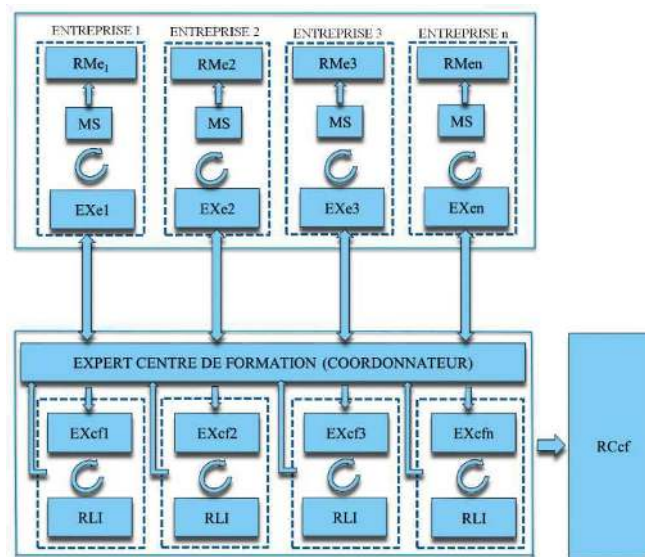 ENTREPRISE 1 ENTREPRISE 2 ENTREPRISE 3 ENTREPRISE n
RMe1 RMe2 RMe3 RMen
MS MS MS MS
EXe1 EXe2 EXe3 EXen
EXPERT CENTRE DE FORMATION (COORDONNATEUR)
EXcf1 EXcf2 EXcf3 EXcfn
RCcf
RLI RLI RLI RLI